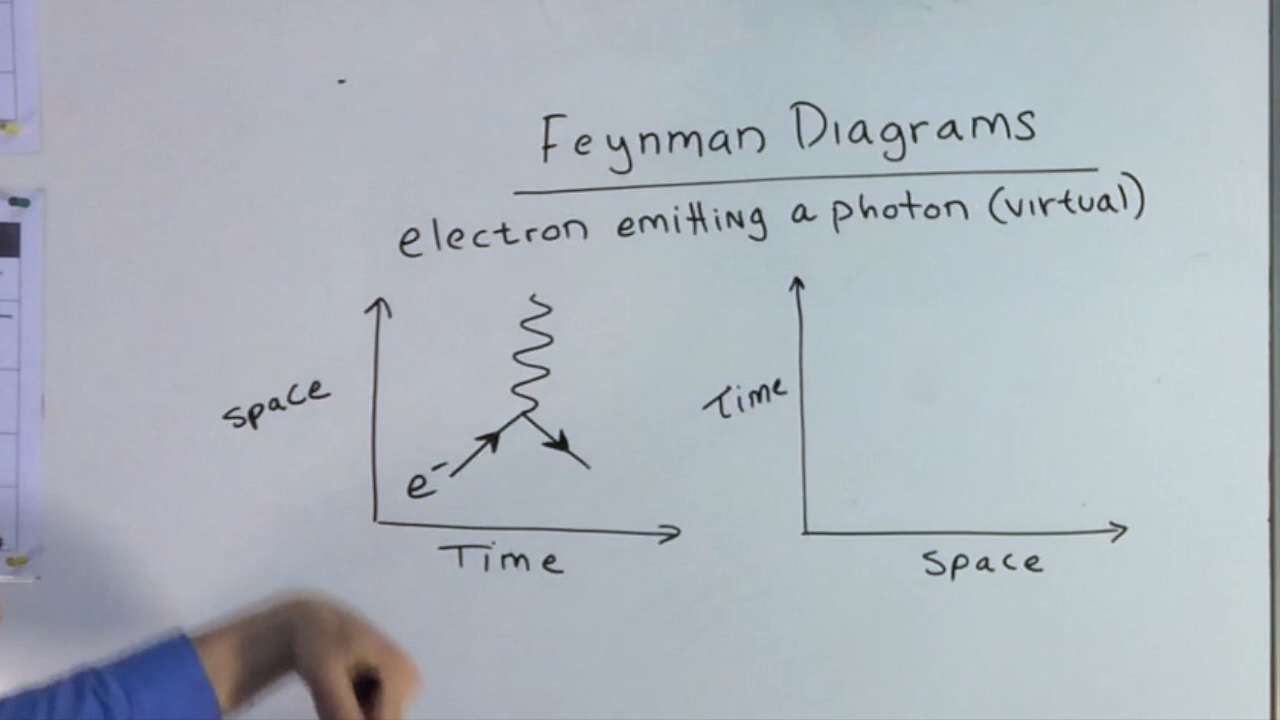 Feynman Diagrams
electron emitting a photon (virtual)
space
e⁻
Time
Time
Space